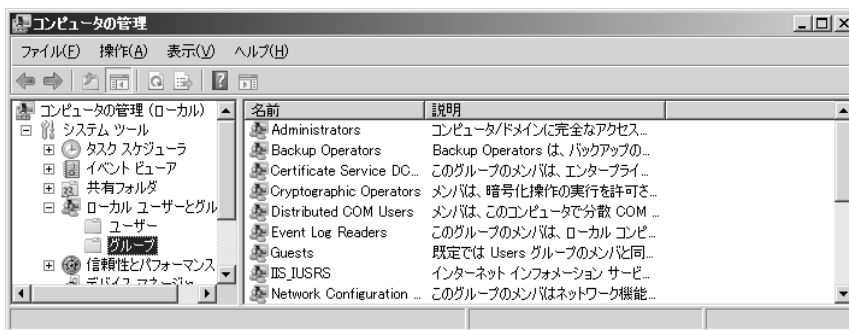 コンピュータの管理
ファイル(F) 操作(A) 表示(V) ヘルプ(H)
コンピュータの管理 (ローカル)
システム ツール
タスク スケジューラ
イベント ビューア
共有フォルダ
ローカル ユーザーとグル
ユーザー
グループ
信頼性とパフォーマンス
デバイス マネージャ
名前 説明
Administrators コンピュータ/ドメインに完全なアクセス...
Backup Operators Backup Operators は、バックアップの...
Certificate Service DC... このグループのメンバは、エンタープライ...
Cryptographic Operators メンバは、暗号化操作の実行を許可さ...
Distributed COM Users メンバは、このコンピュータで分散 COM ...
Event Log Readers このグループのメンバは、ローカル コンピ...
Guests 既定では Users グループのメンバと同...
IIS_IUSRS インターネット インフォメーション サービ...
Network Configuration ... このグループのメンバはネットワーク機能...